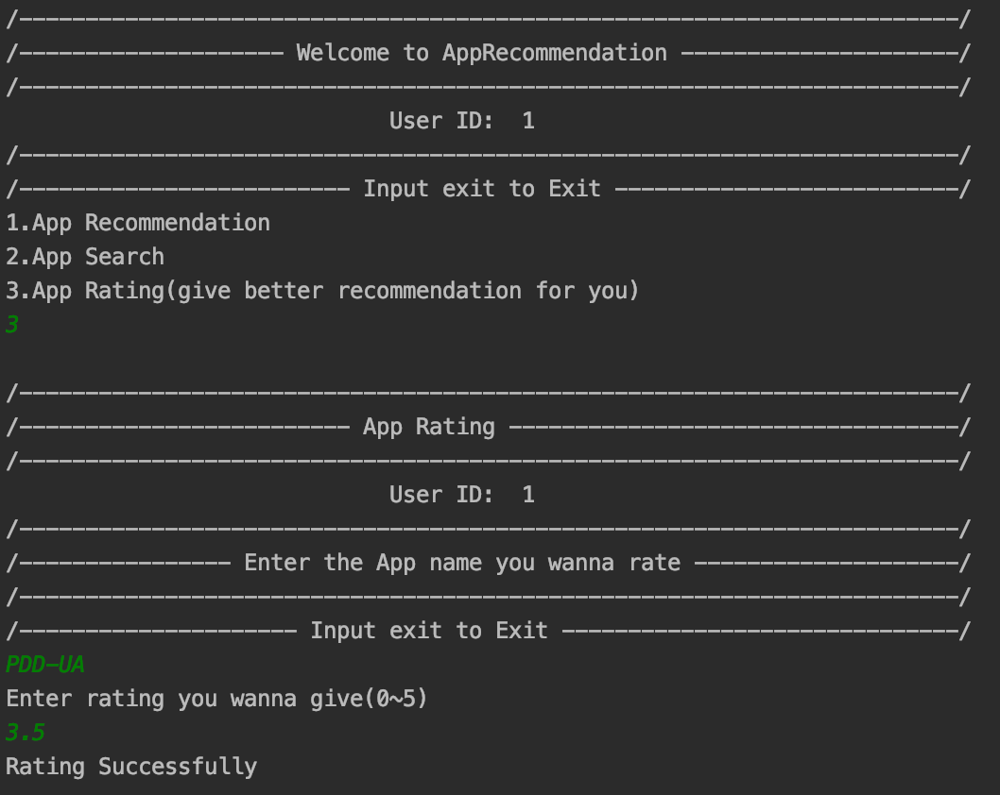 /-----------------------------------------------------------------------/
/-------------------- Welcome to AppRecommendation ---------------------/
/-----------------------------------------------------------------------/
                             User ID:  1
/-----------------------------------------------------------------------/
/------------------------- Input exit to Exit --------------------------/
1.App Recommendation
2.App Search
3.App Rating(give better recommendation for you)
3
/-----------------------------------------------------------------------/
/------------------------- App Rating ----------------------------------/
/-----------------------------------------------------------------------/
                             User ID:  1
/-----------------------------------------------------------------------/
/---------------- Enter the App name you wanna rate --------------------/
/-----------------------------------------------------------------------/
/--------------------- Input exit to Exit ------------------------------/
PDD-UA
Enter rating you wanna give(0~5)
3.5
Rating Successfully